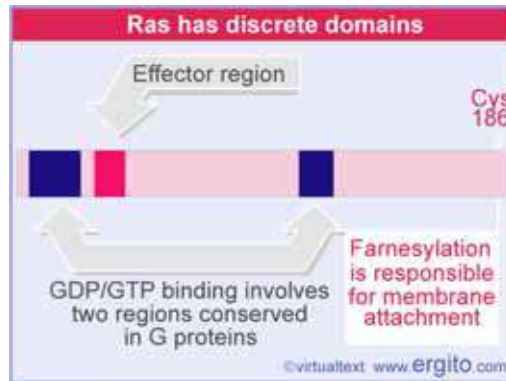 Ras has discrete domains
Effector region
Cys
186
GDP/GTP binding involves
two regions conserved
in G proteins
Farnesylation
is responsible
for membrane
attachment
©virtualtext www.ergito.com